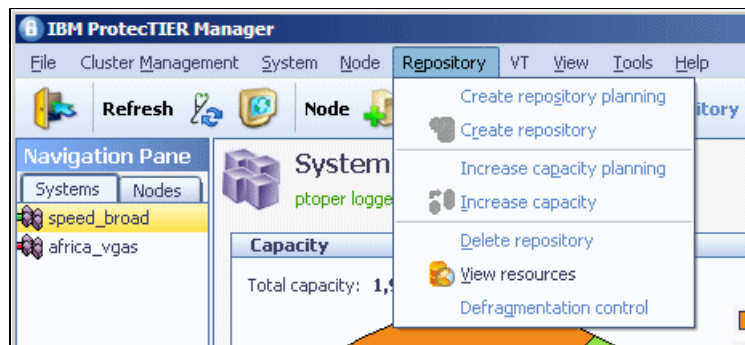 IBM ProtecTIER Manager
File Cluster Management System Node Repository VT View Tools Help
Refresh Node
Create repository planning
Create repository
Increase capacity planning
Increase capacity
Delete repository
View resources
Defragmentation control
Navigation Pane
Systems Nodes
speed_broad
africa_vgas
System
ptoper logge
Capacity
Total capacity: 1,